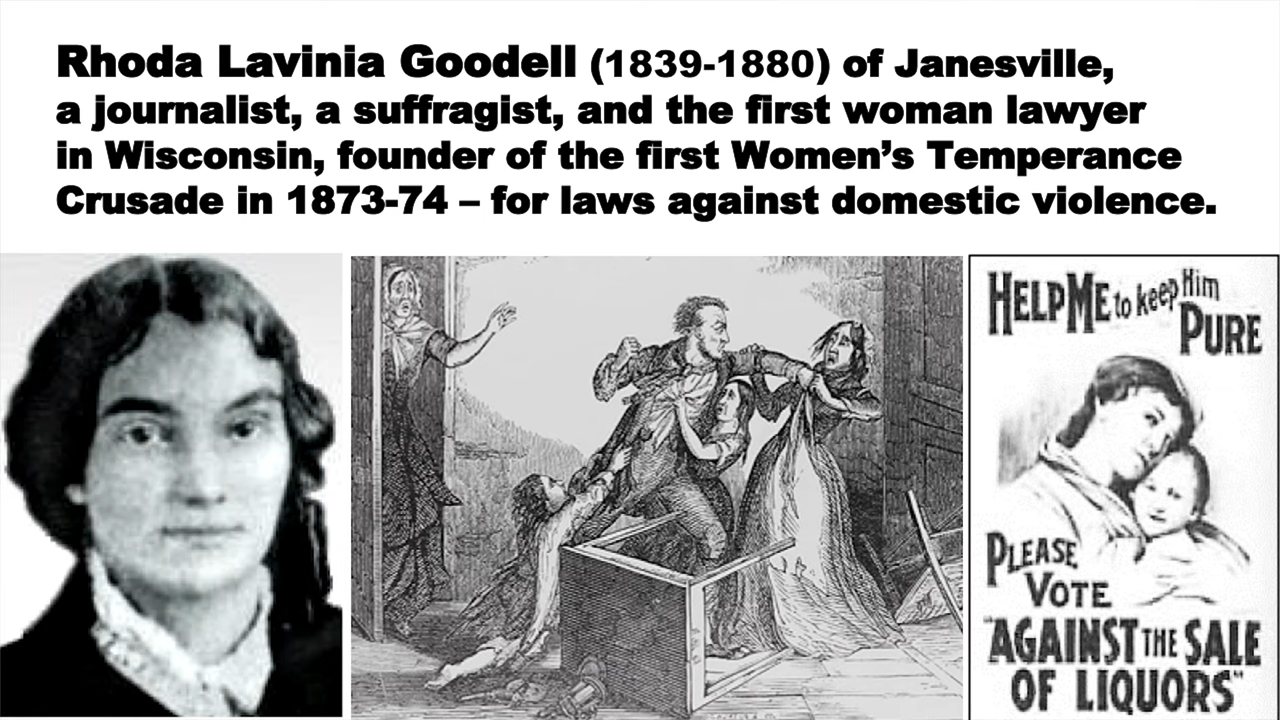 Rhoda Lavinia Goodell (1839-1880) of Janesville,
a journalist, a suffragist, and the first woman lawyer
in Wisconsin, founder of the first Women’s Temperance
Crusade in 1873-74 – for laws against domestic violence.
HELP ME to keep Him
PURE
PLEASE
VOTE
"AGAINST THE SALE
OF LIQUORS"